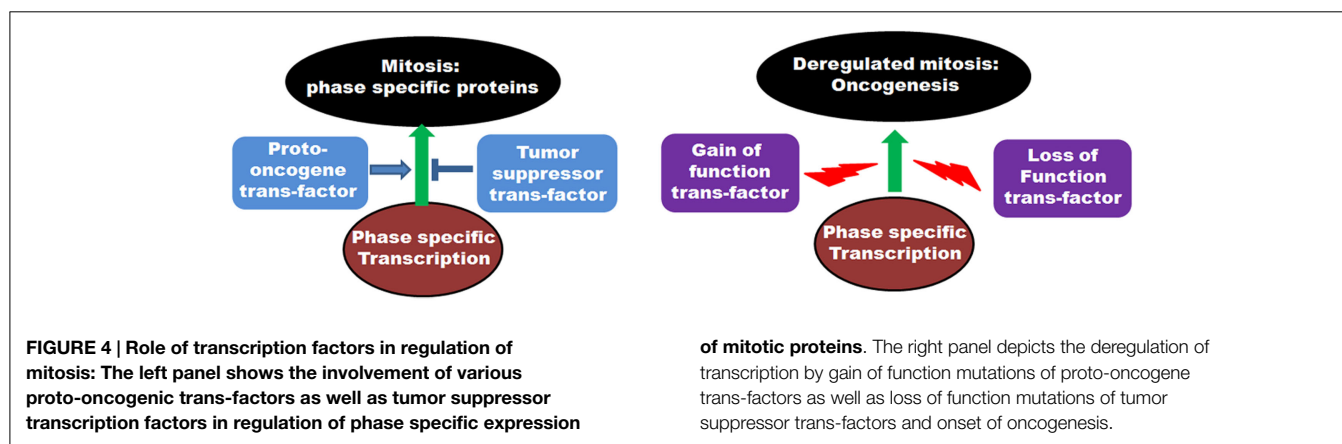 Mitosis:
phase specific proteins
Proto-
oncogene
trans-factor
Tumor
suppressor
trans-factor
Phase specific
Transcription
Deregulated mitosis:
Oncogenesis
Gain of
function
trans-factor
Loss of
Function
trans-factor
Phase specific
Transcription
FIGURE 4 | Role of transcription factors in regulation of
mitosis: The left panel shows the involvement of various
proto-oncogenic trans-factors as well as tumor suppressor
transcription factors in regulation of phase specific expression
of mitotic proteins. The right panel depicts the deregulation of
transcription by gain of function mutations of proto-oncogene
trans-factors as well as loss of function mutations of tumor
suppressor trans-factors and onset of oncogenesis.